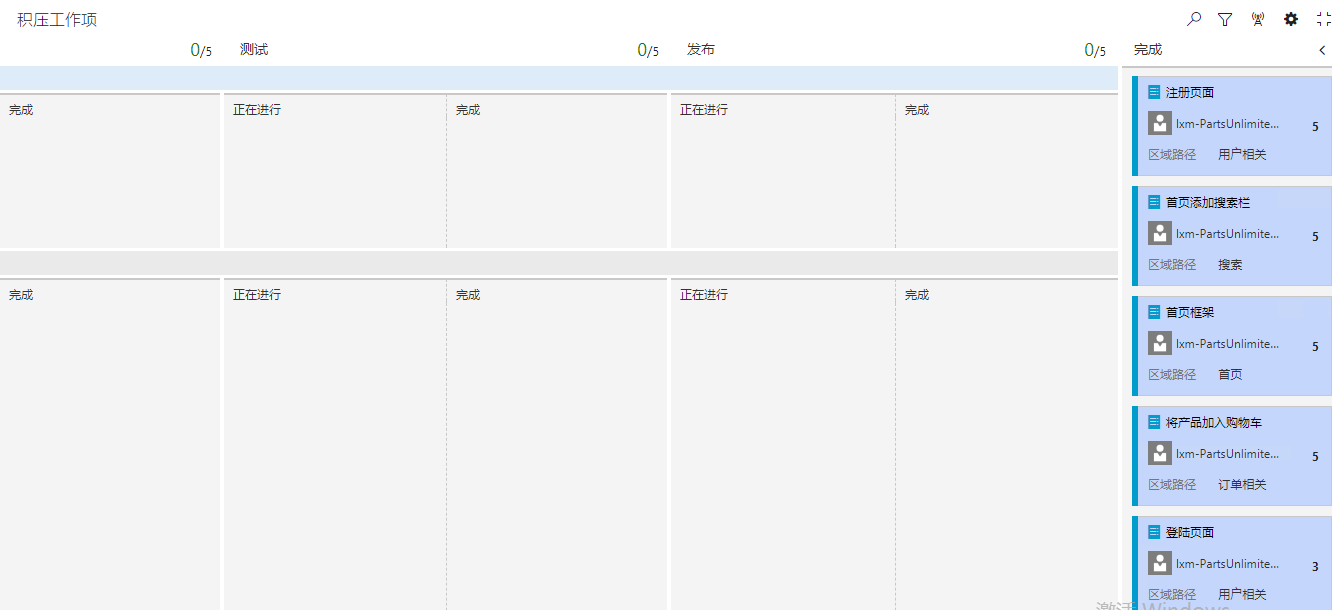 积压工作项
0/5 测试 0/5 发布 0/5 完成
完成 正在进行 完成 正在进行 完成
完成 正在进行 完成 正在进行 完成
注册页面
lxm-PartsUnlimite... 5
区域路径 用户相关
首页添加搜索栏
lxm-PartsUnlimite... 5
区域路径 搜索
首页框架
lxm-PartsUnlimite... 5
区域路径 首页
将产品加入购物车
lxm-PartsUnlimite... 5
区域路径 订单相关
登陆页面
lxm-PartsUnlimite... 3
区域路径 用户相关
激活 Windows